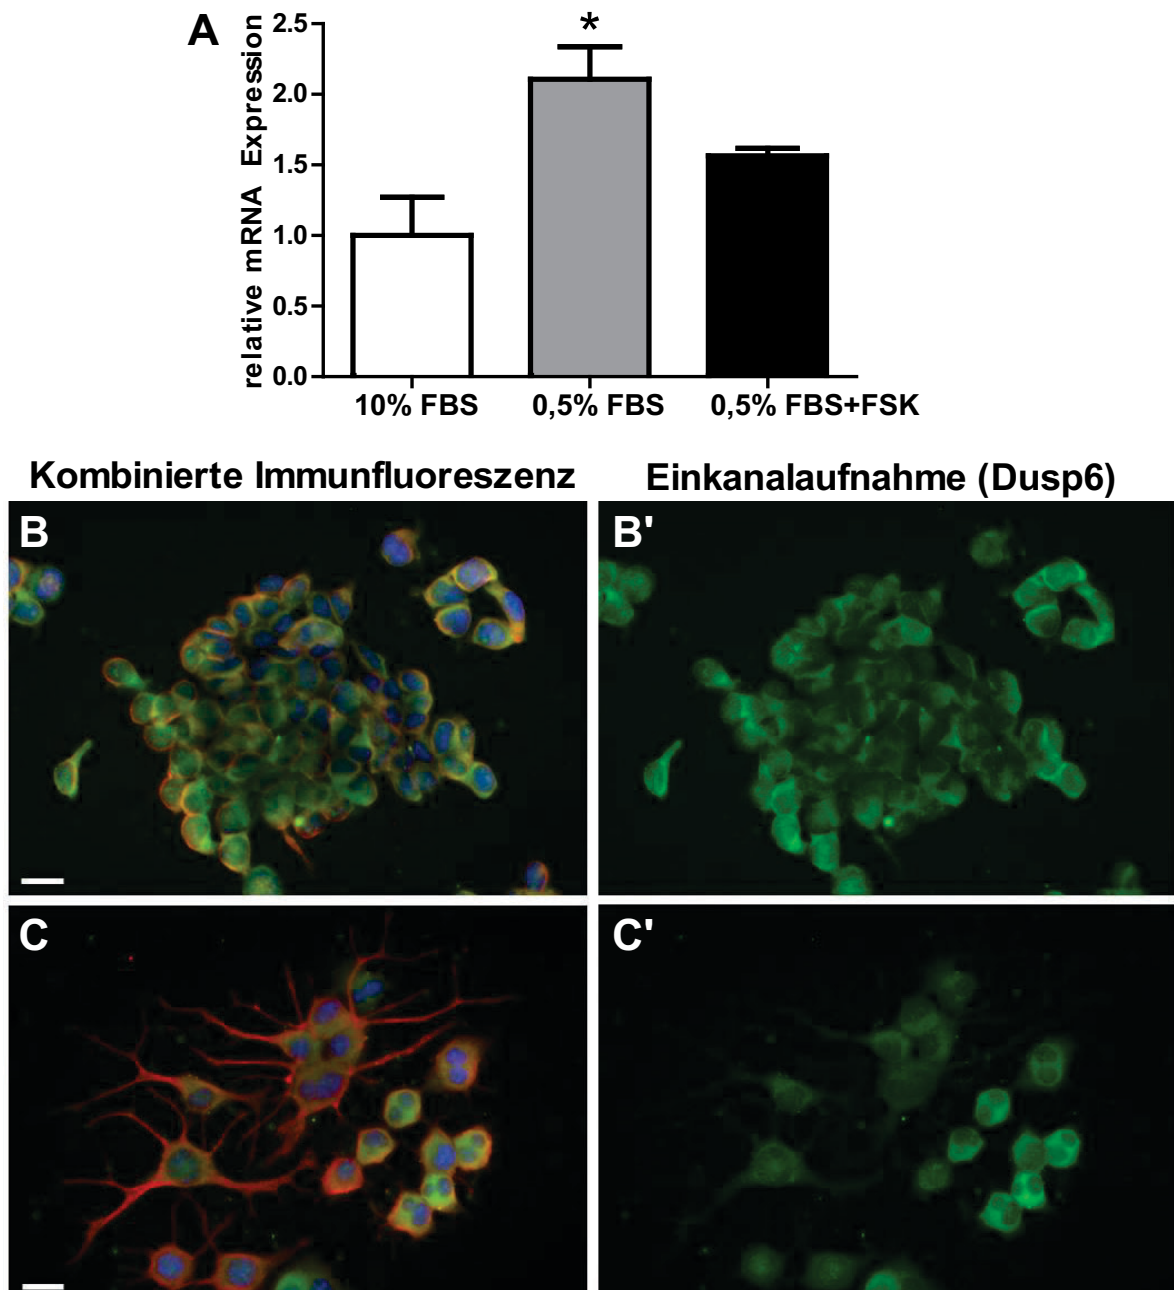 A
relative mRNA Expression
2.5
*
2.0
1.5
1.0
0.5
0.0
10% FBS
0,5% FBS
0,5% FBS+FSK
Kombinierte Immunfluoreszenz
Einkanalaufnahme (Dusp6)
B
B'
C
C'